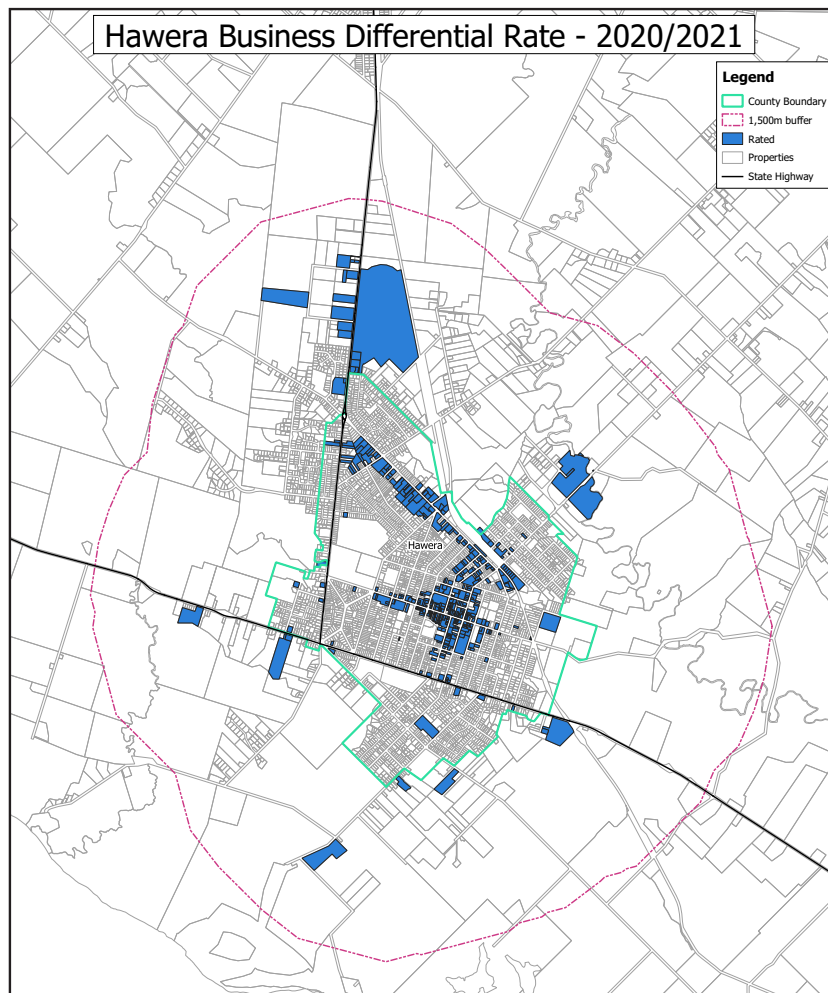 Hawera Business Differential Rate - 2020/2021
Legend
County Boundary
1,500m buffer
Rated
Properties
State Highway
Hawera